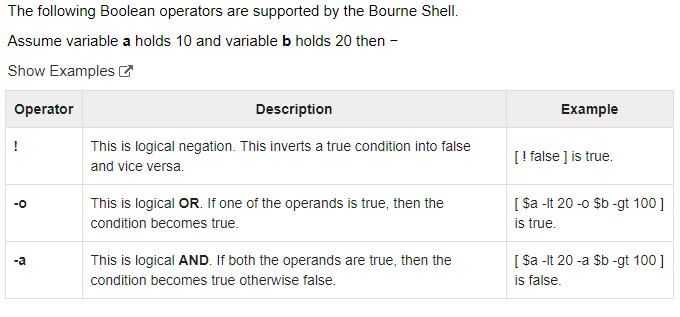 The following Boolean operators are supported by the Bourne Shell.
Assume variable a holds 10 and variable b holds 20 then −
Show Examples
Operator Description Example
! This is logical negation. This inverts a true condition into false and vice versa. [ ! false ] is true.
-o This is logical OR. If one of the operands is true, then the condition becomes true. [ $a -lt 20 -o $b -gt 100 ] is true.
-a This is logical AND. If both the operands are true, then the condition becomes true otherwise false. [ $a -lt 20 -a $b -gt 100 ] is false.